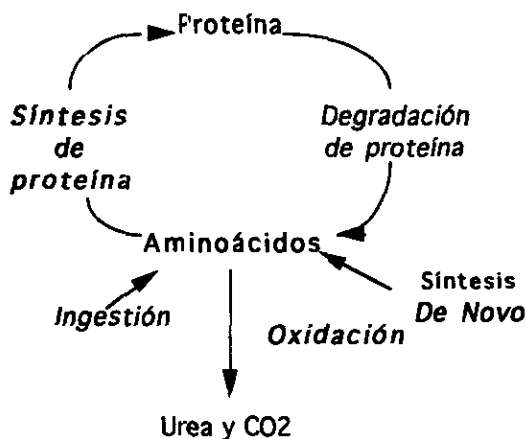 Proteína
Síntesis
de
proteína
Degradación
de proteína
Aminoácidos
Ingestión
Síntesis
De Novo
Oxidación
Urea y CO2